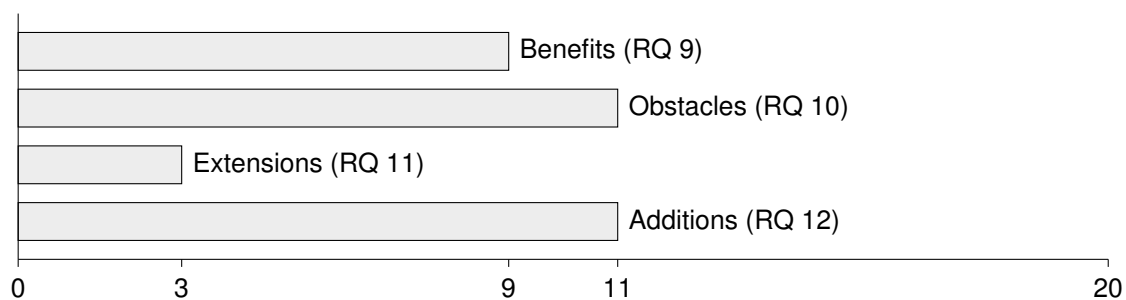 Benefits (RQ 9)
Obstacles (RQ 10)
Extensions (RQ 11)
Additions (RQ 12)
0 3 9 11 20